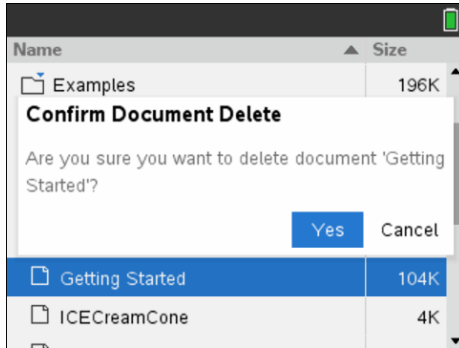 Name Size
Examples 196K
Confirm Document Delete
Are you sure you want to delete document 'Getting
Started'?
Yes Cancel
Getting Started 104K
ICECreamCone 4K